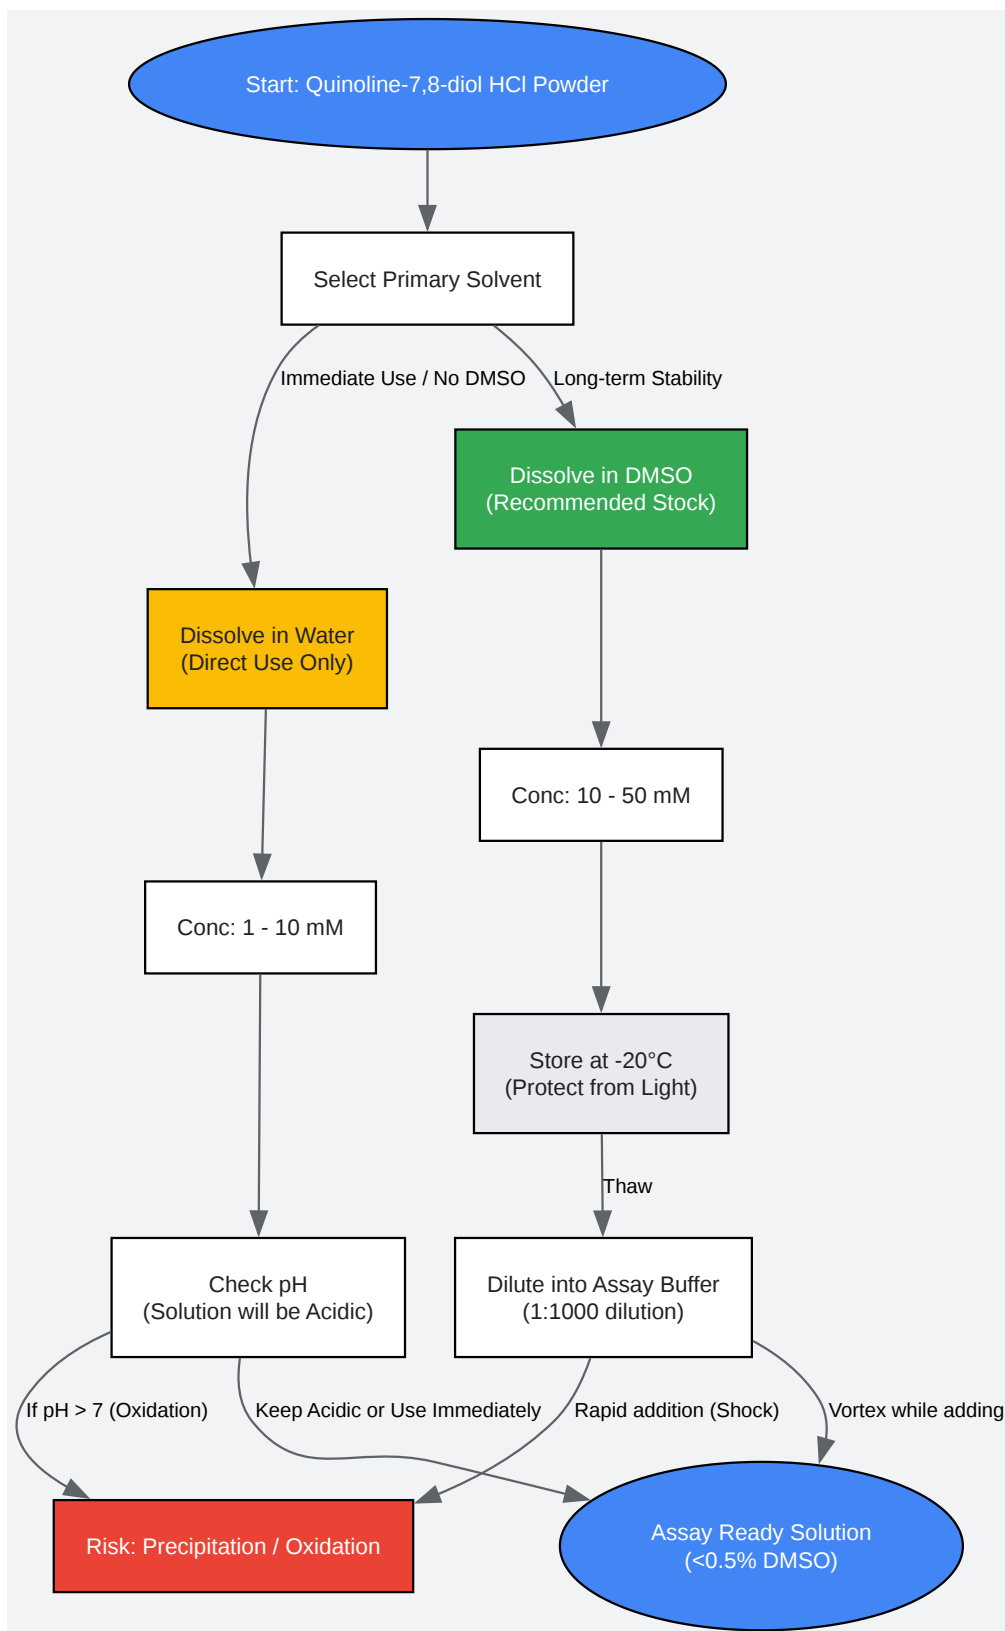 Start: Quinoline-7,8-diol HCl Powder
Select Primary Solvent
Immediate Use / No DMSO
Long-term Stability
Dissolve in DMSO
(Recommended Stock)
Dissolve in Water
(Direct Use Only)
Conc: 10 - 50 mM
Conc: 1 - 10 mM
Store at -20°C
(Protect from Light)
Thaw
Check pH
(Solution will be Acidic)
Dilute into Assay Buffer
(1:1000 dilution)
If pH > 7 (Oxidation)
Keep Acidic or Use Immediately
Rapid addition (Shock)
Vortex while adding
Risk: Precipitation / Oxidation
Assay Ready Solution
(<0.5% DMSO)